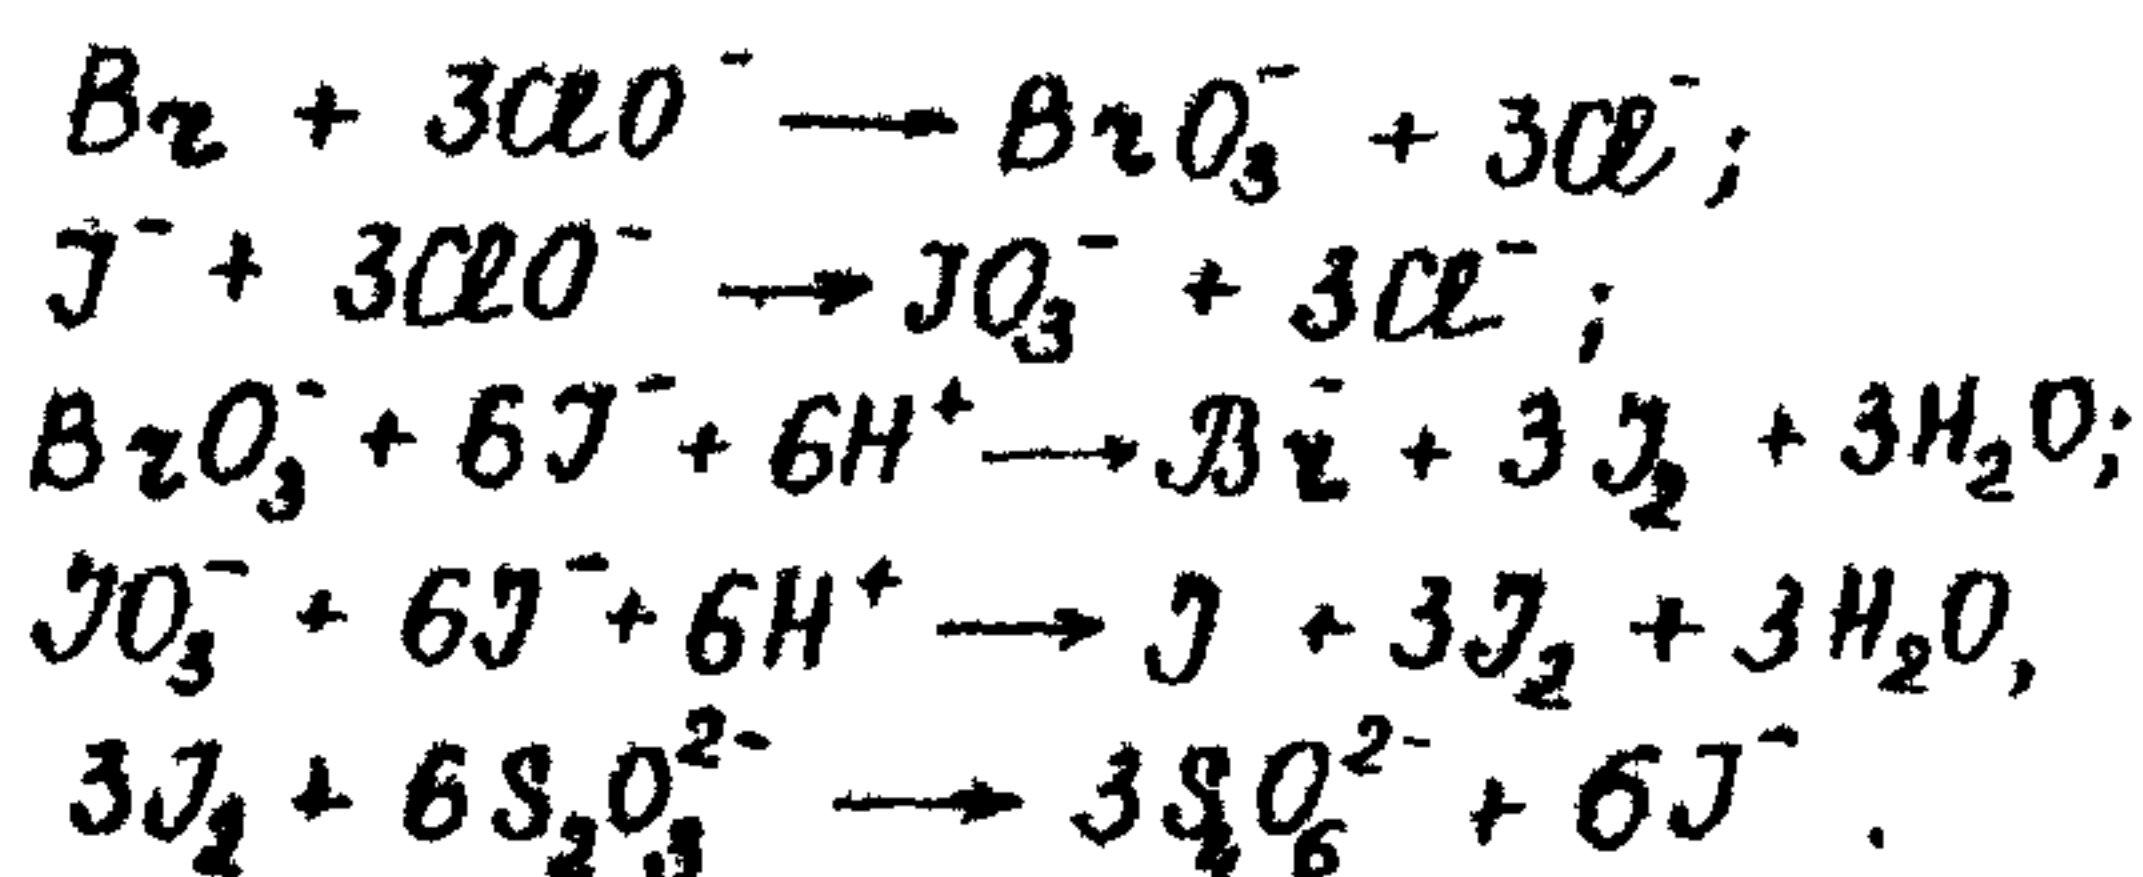 Br + 3ClO⁻ → BrO₃⁻ + 3Cl⁻;
J⁻ + 3ClO⁻ → JO₃⁻ + 3Cl⁻;
BrO₃⁻ + 6J⁻ + 6H⁺ → Br⁻ + 3J₂ + 3H₂O;
JO₃⁻ + 6J⁻ + 6H⁺ → J + 3J₂ + 3H₂O,
3J₂ + 6S₂O₃²⁻ → 3S₄O₆²⁻ + 6J⁻.